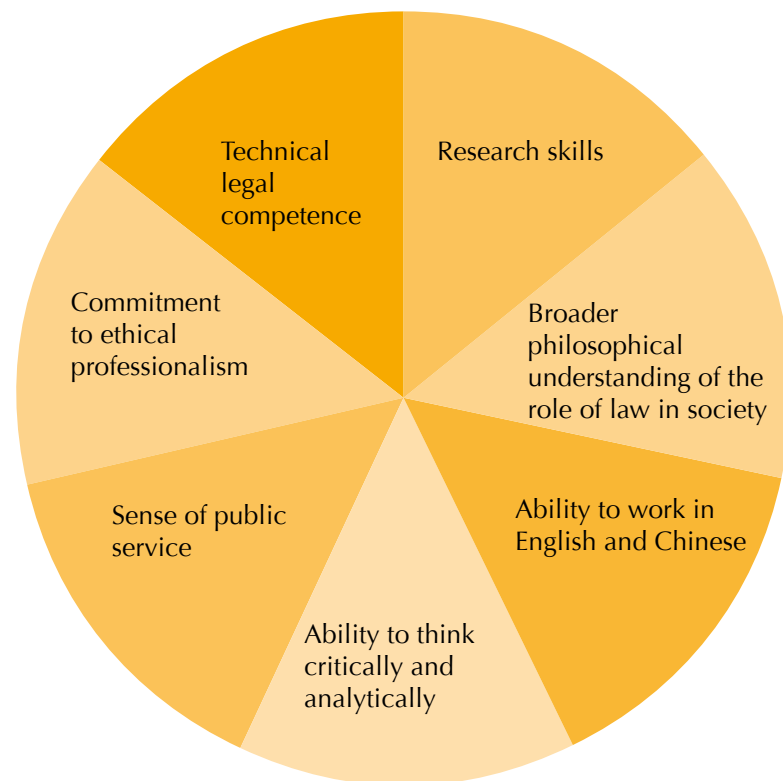 Technical
legal
competence
Research skills
Broader
philosophical
understanding of the
role of law in society
Ability to work in
English and Chinese
Ability to think
critically and
analytically
Sense of public
service
Commitment
to ethical
professionalism